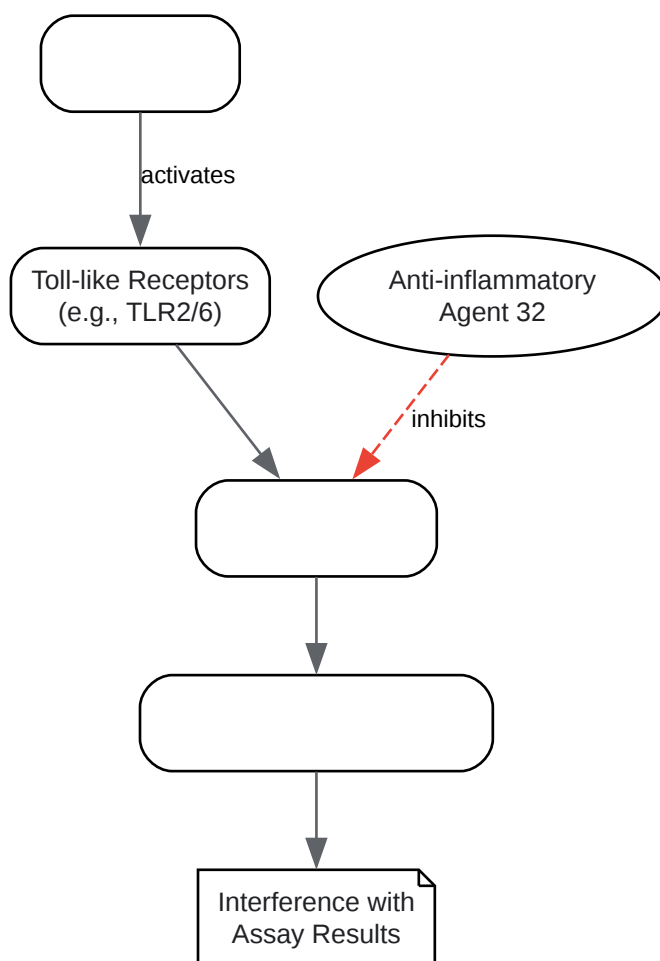 activates
Toll-like Receptors
(e.g., TLR2/6)
Anti-inflammatory
Agent 32
inhibits
Interference with
Assay Results